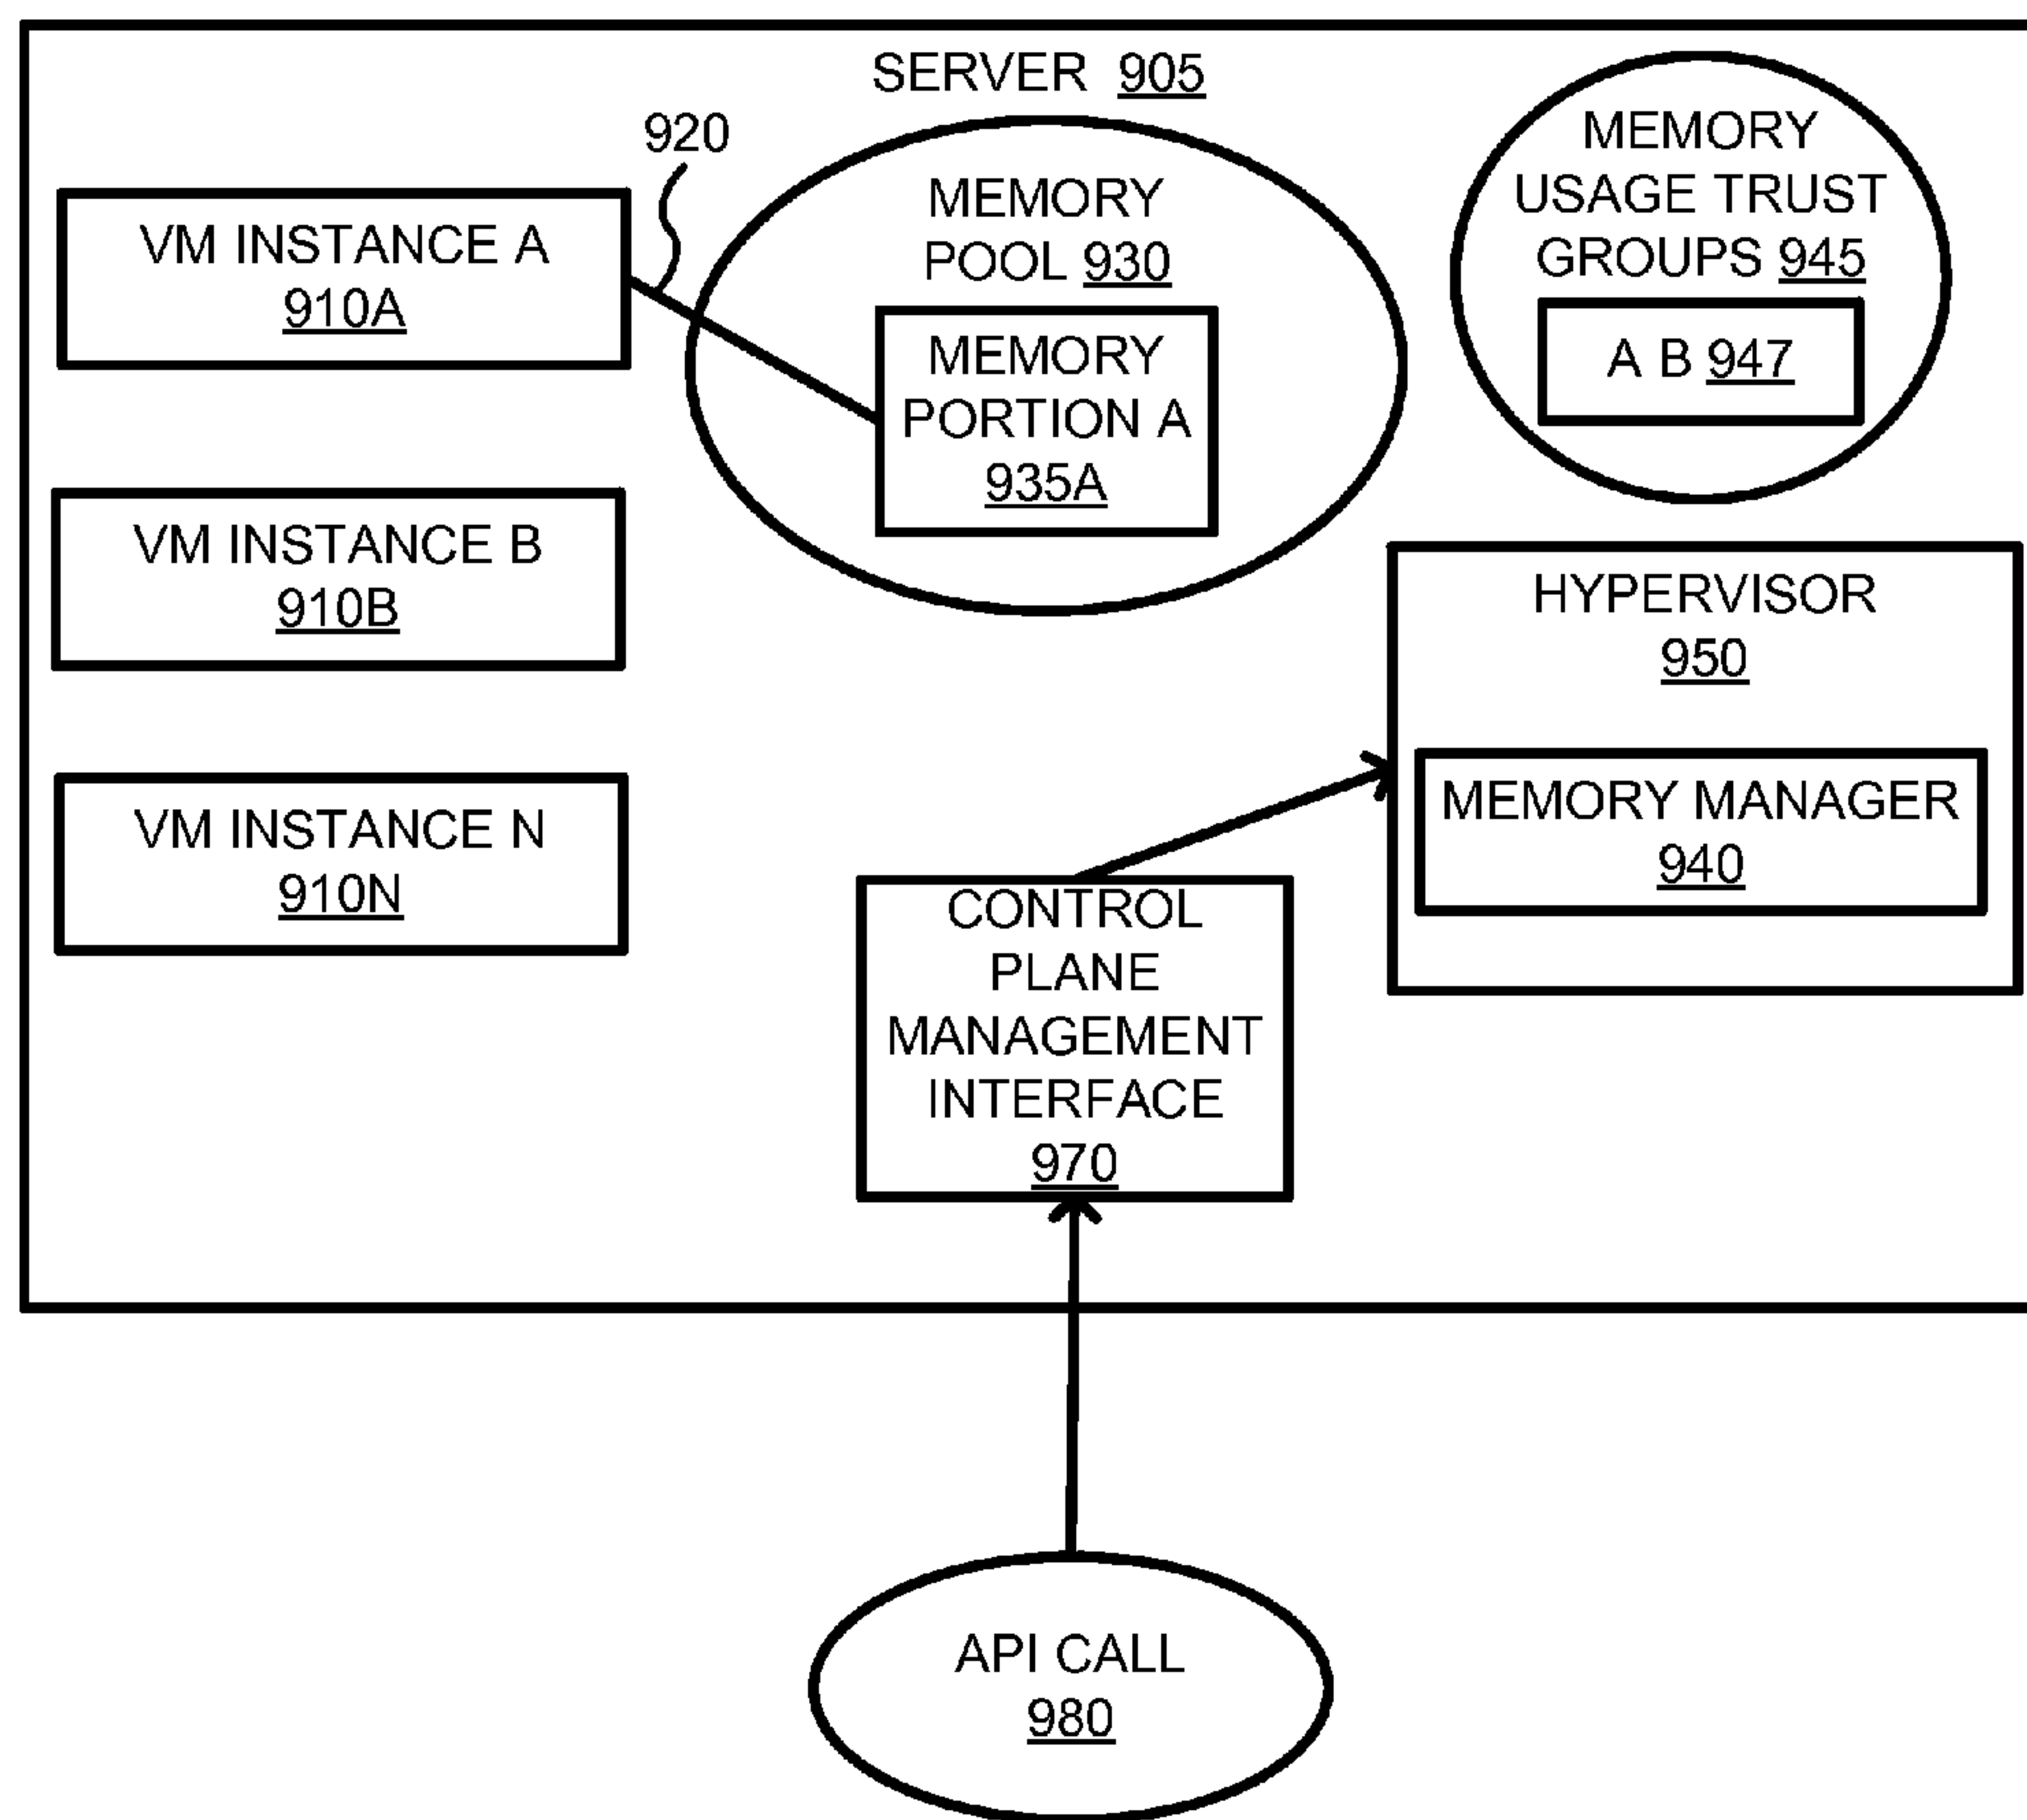 SERVER 905
920
VM INSTANCE A
910A
MEMORY
POOL 930
MEMORY
PORTION A
935A
MEMORY
USAGE TRUST
GROUPS 945
A B 947
VM INSTANCE B
910B
HYPERVISOR
950
MEMORY MANAGER
940
VM INSTANCE N
910N
CONTROL
PLANE
MANAGEMENT
INTERFACE
970
API CALL
980